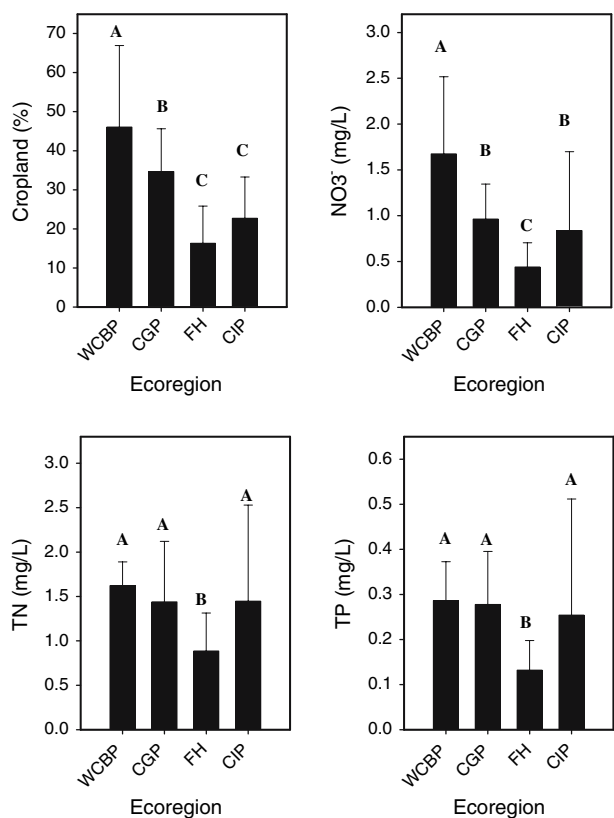 70
60
50
40
30
20
10
0
Cropland (%)
A
B
C
C
WCBP
CGP
FH
CIP
Ecoregion
3.0
2.5
2.0
1.5
1.0
0.5
0.0
NO3⁻ (mg/L)
A
B
C
B
WCBP
CGP
FH
CIP
Ecoregion
3.0
2.5
2.0
1.5
1.0
0.5
0.0
TN (mg/L)
A
A
B
A
WCBP
CGP
FH
CIP
Ecoregion
0.6
0.5
0.4
0.3
0.2
0.1
0.0
TP (mg/L)
A
A
B
A
WCBP
CGP
FH
CIP
Ecoregion